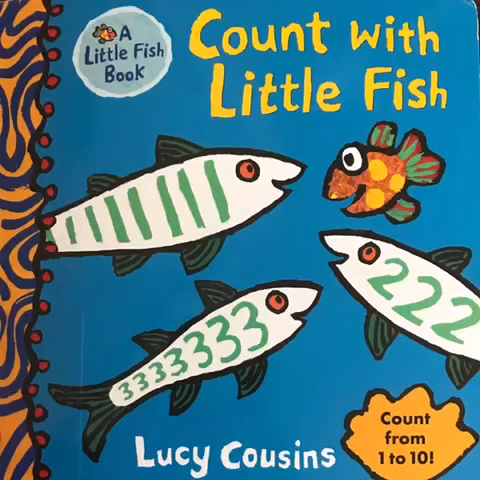 A
Little Fish
Book
Count with
Little Fish
222
3333333
Count
from
1 to 10!
Lucy Cousins